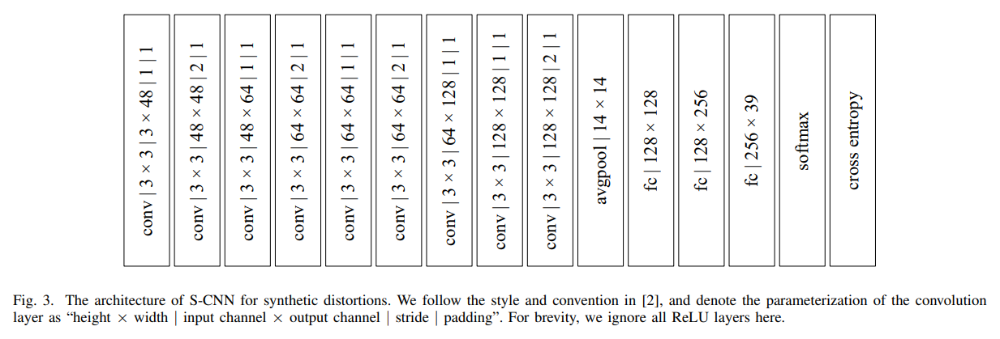 conv | 3 × 3 | 3 × 48 | 1 | 1
conv | 3 × 3 | 48 × 48 | 2 | 1
conv | 3 × 3 | 48 × 64 | 1 | 1
conv | 3 × 3 | 64 × 64 | 2 | 1
conv | 3 × 3 | 64 × 64 | 1 | 1
conv | 3 × 3 | 64 × 64 | 2 | 1
conv | 3 × 3 | 64 × 128 | 1 | 1
conv | 3 × 3 | 128 × 128 | 1 | 1
conv | 3 × 3 | 128 × 128 | 2 | 1
avgpool | 14 × 14
fc | 128 × 128
fc | 128 × 256
fc | 256 × 39
softmax
cross entropy
Fig. 3. The architecture of S-CNN for synthetic distortions. We follow the style and convention in [2], and denote the parameterization of the convolution
layer as “height × width | input channel × output channel | stride | padding”. For brevity, we ignore all ReLU layers here.